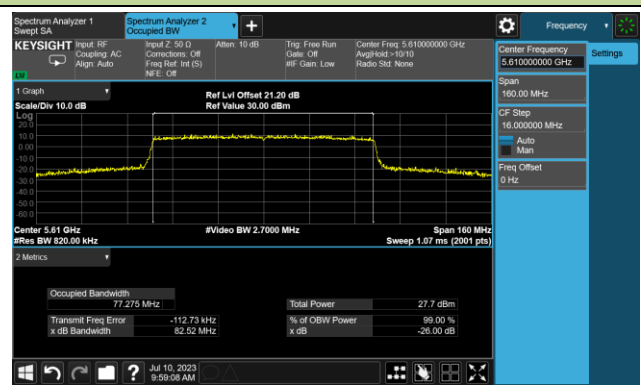 Spectrum Analyzer 1
Swept SA
Spectrum Analyzer 2
Occupied BW
Frequency
KEYSIGHT
Input: RF
Coupling: AC
Align: Auto
Input Z: 50 Ω
Corrections: Off
Freq Ref: Int (S)
NFE: Off
Atten: 10 dB
Trig: Free Run
Gate: Off
#IF Gain: Low
Center Freq: 5.610000000 GHz
Avg|Hold:>10/10
Radio Std: None
LVI
Center Frequency
5.610000000 GHz
Settings
Span
160.00 MHz
CF Step
16.000000 MHz
Auto
Man
Freq Offset
0 Hz
1 Graph
Scale/Div 10.0 dB
Ref Lvl Offset 21.20 dB
Ref Value 30.00 dBm
Log
20.0
10.0
0.00
-10.0
-20.0
-30.0
-40.0
-50.0
-60.0
Center 5.61 GHz
#Res BW 820.00 kHz
#Video BW 2.7000 MHz
Span 160 MHz
Sweep 1.07 ms (2001 pts)
2 Metrics
Occupied Bandwidth
77.275 MHz
Total Power 27.7 dBm
Transmit Freq Error -112.73 kHz
% of OBW Power 99.00 %
x dB Bandwidth 82.52 MHz
x dB -26.00 dB
?
Jul 10, 2023
9:59:08 AM